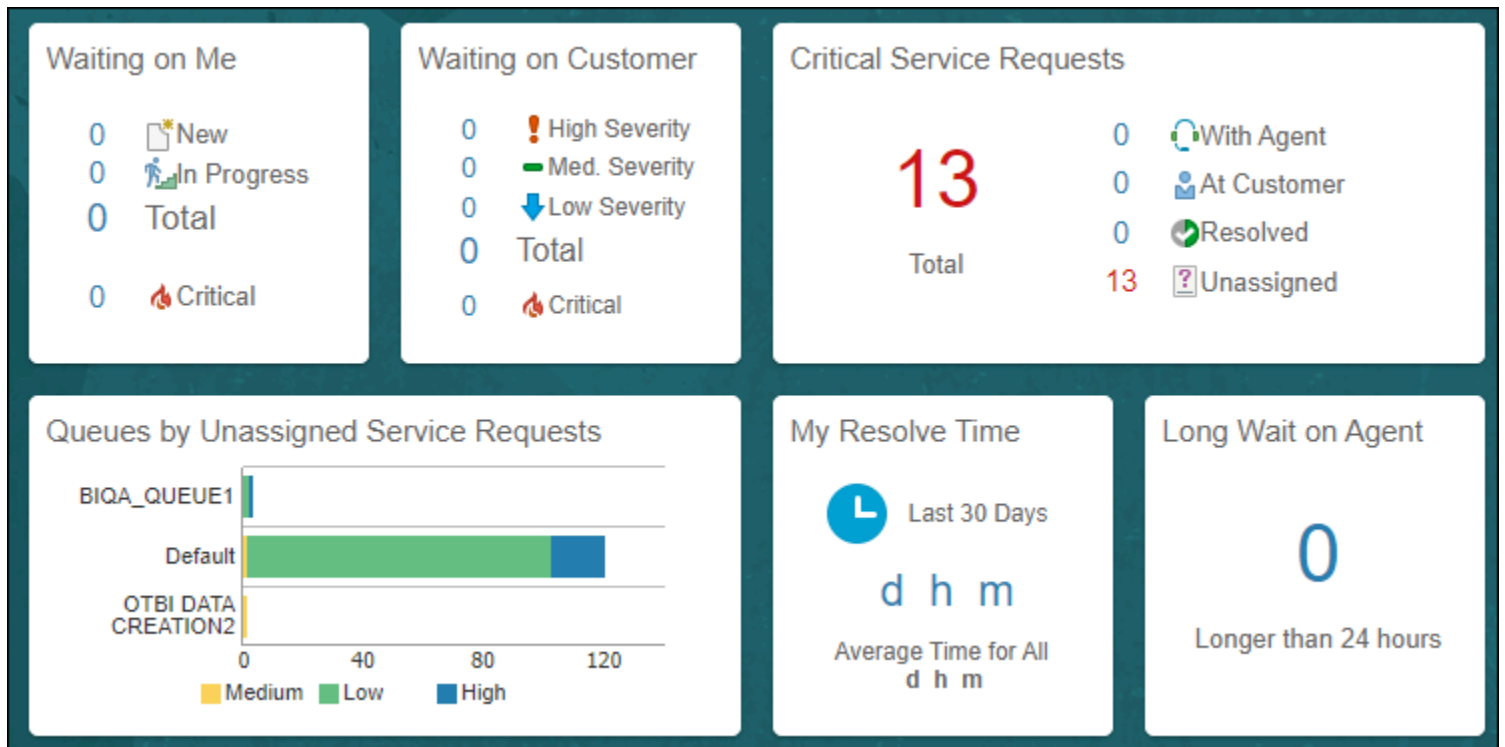 Waiting on Me
0 New
0 In Progress
0 Total
0 Critical
Waiting on Customer
0 High Severity
0 Med. Severity
0 Low Severity
0 Total
0 Critical
Critical Service Requests
13
Total
0 With Agent
0 At Customer
0 Resolved
13 ? Unassigned
Queues by Unassigned Service Requests
BIQA_QUEUE1
Default
OTBI DATA
CREATION2
0 40 80 120
Medium Low High
My Resolve Time
Last 30 Days
d h m
Average Time for All
d h m
Long Wait on Agent
0
Longer than 24 hours